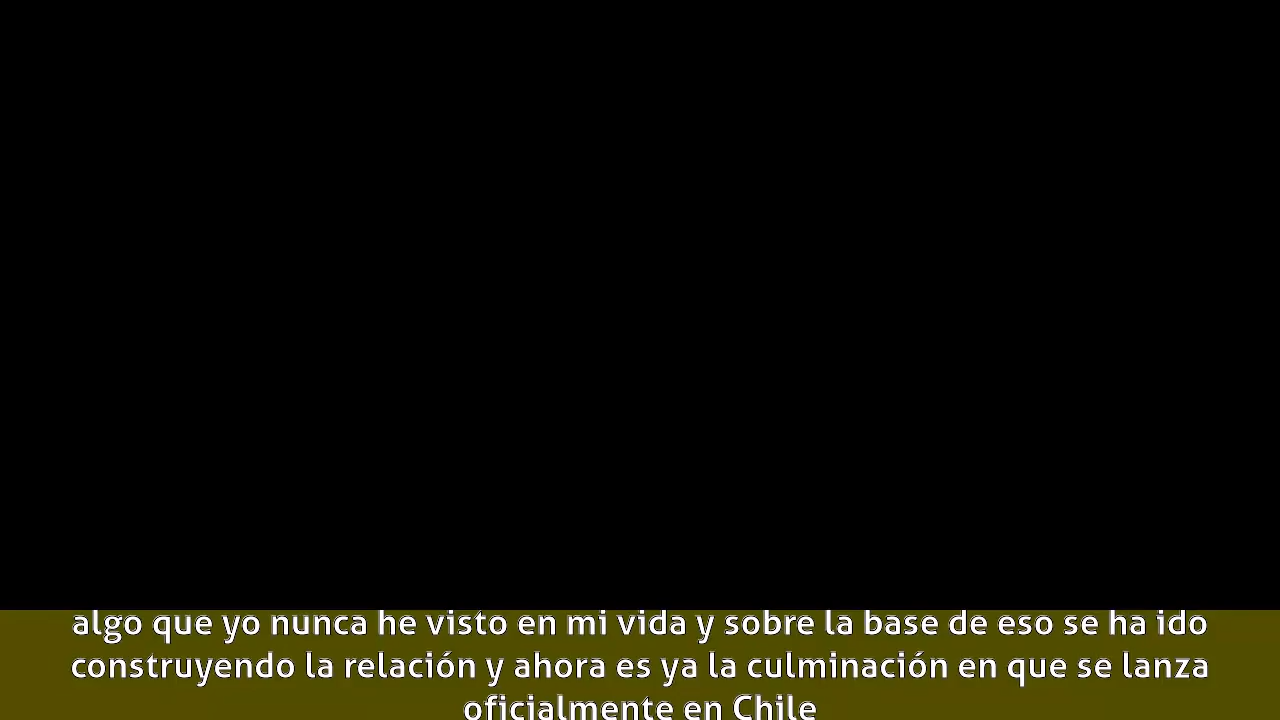 algo que yo nunca he visto en mi vida y sobre la base de eso se ha ido
construyendo la relación y ahora es ya la culminación en que se lanza
oficialmente en Chile